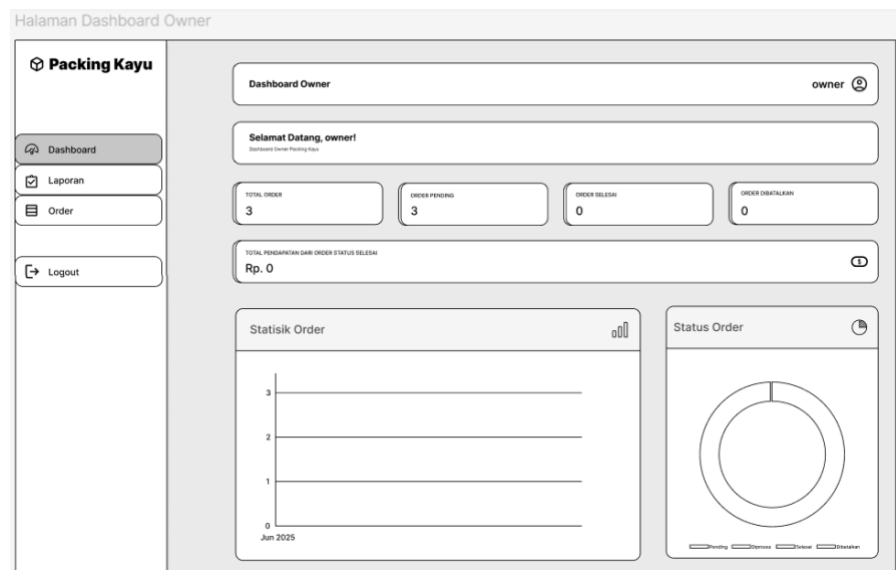 Halaman Dashboard Owner
Packing Kayu
Dashboard
Laporan
Order
Logout
Dashboard Owner
owner
Selamat Datang, owner!
Dashboard Owner Packing Kayu
TOTAL ORDER
3
ORDER PENDING
3
ORDER SELESAI
0
ORDER DIBATALKAN
0
TOTAL PENDAPATAN DARI ORDER STATUS SELESAI
Rp. 0
$
Statisik Order
3
2
1
0
Jun 2025
Status Order
Pending Diproses Selesai Dibatalkan